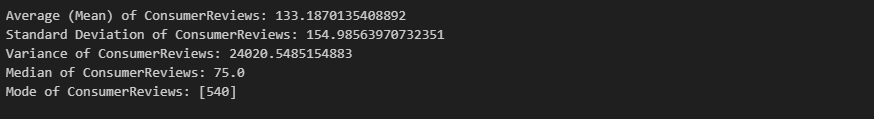 Average (Mean) of ConsumerReviews: 133.1870135408892
Standard Deviation of ConsumerReviews: 154.98563970732351
Variance of ConsumerReviews: 24020.5485154883
Median of ConsumerReviews: 75.0
Mode of ConsumerReviews: [540]